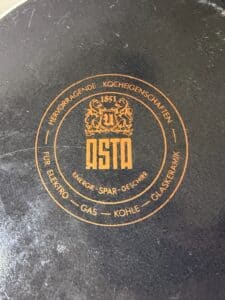 — HERVORRAGENDE KOCHEIGENSCHAFTEN —
1851
U
ASTA
ENERGIE-SPAR-GESCHIRR
FÜR ELEKTRO — GAS — KOHLE — GLASKERAMIK